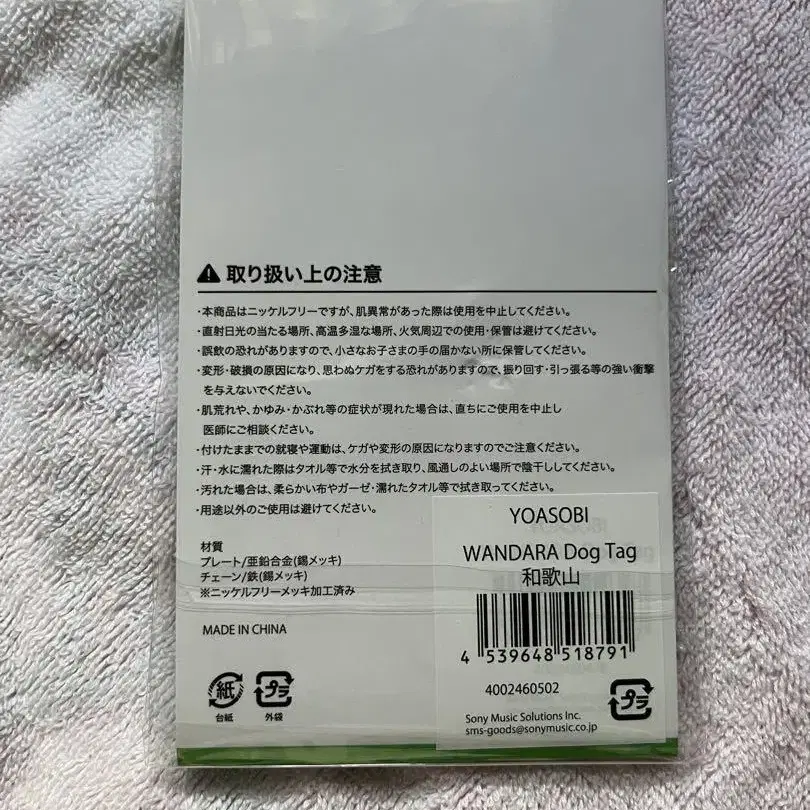 取り扱い上の注意
・本商品はニッケルフリーですが、肌異常があった際は使用を中止してください。
・直射日光の当たる場所、高温多湿な場所、火気周辺での使用・保管は避けてください。
・誤飲の恐れがありますので、小さなお子さまの手の届かない所に保管してください。
・変形・破損の原因になり、思わぬケガをする恐れがありますので、振り回す・引っ張る等の強い衝撃
を与えないでください。
・肌荒れや、かゆみ・かぶれ等の症状が現れた場合は、直ちにご使用を中止し
医師にご相談ください。
・付けたままでの就寝や運動は、ケガや変形の原因になりますのでご注意ください。
・汗・水に濡れた際はタオル等で水分を拭き取り、風通しのよい場所で陰干ししてください。
・汚れた場合は、柔らかい布やガーゼ・濡れたタオル等で拭き取ってください。
・用途以外のご使用は避けてください。
材質
プレート/亜鉛合金(錫メッキ)
チェーン/鉄(錫メッキ)
※ニッケルフリーメッキ加工済み
MADE IN CHINA
紙
台紙
プラ
外袋
YOASOBI
WANDARA Dog Tag
和歌山
4 539648 518791
4002460502
Sony Music Solutions Inc.
sms-goods@sonymusic.co.jp
プラ